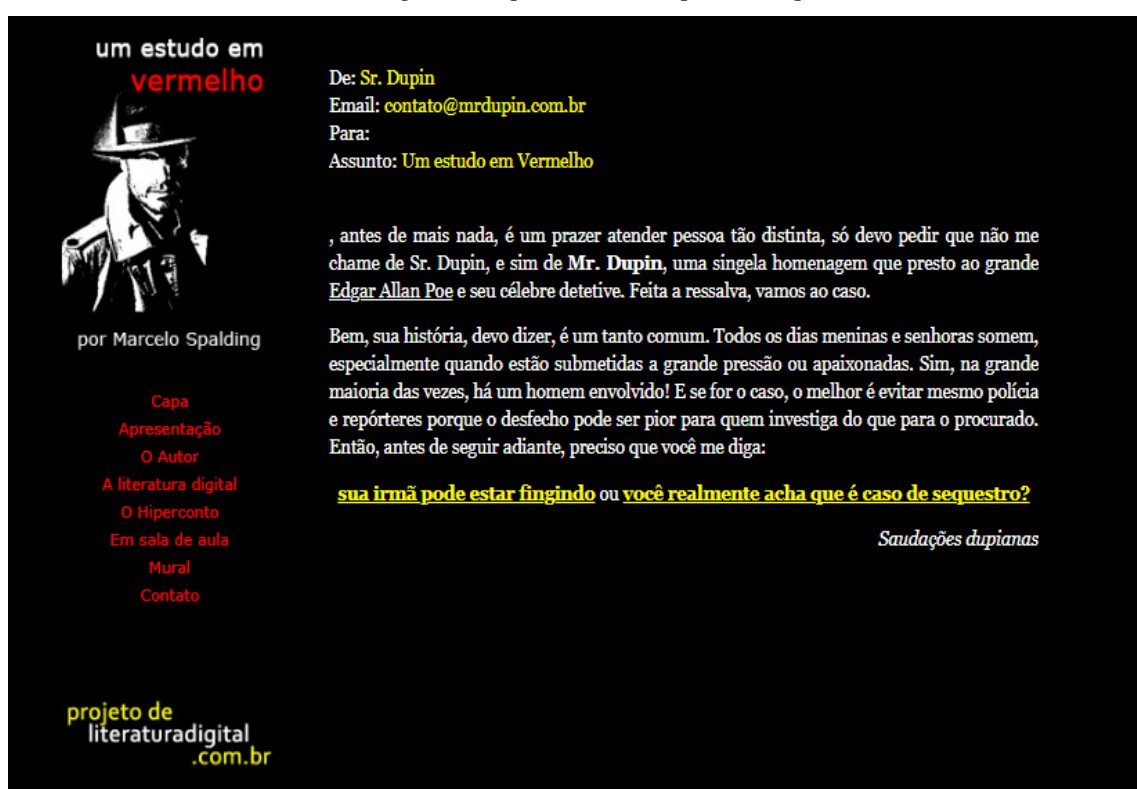 um estudo em
vermelho
por Marcelo Spalding
Capa
Apresentação
O Autor
A literatura digital
O Hiperconto
Em sala de aula
Mural
Contato
projeto de
literaturadigital
.com.br
De: Sr. Dupin
Email: contato@mrdupin.com.br
Para:
Assunto: Um estudo em Vermelho
, antes de mais nada, é um prazer atender pessoa tão distinta, só devo pedir que não me
chame de Sr. Dupin, e sim de Mr. Dupin, uma singela homenagem que presto ao grande
Edgar Allan Poe e seu célebre detetive. Feita a ressalva, vamos ao caso.
Bem, sua história, devo dizer, é um tanto comum. Todos os dias meninas e senhoras somem,
especialmente quando estão submetidas a grande pressão ou apaixonadas. Sim, na grande
maioria das vezes, há um homem envolvido! E se for o caso, o melhor é evitar mesmo polícia
e repórteres porque o desfecho pode ser pior para quem investiga do que para o procurado.
Então, antes de seguir adiante, preciso que você me diga:
sua irmã pode estar fingindo ou você realmente acha que é caso de sequestro?
Saudações dupianas